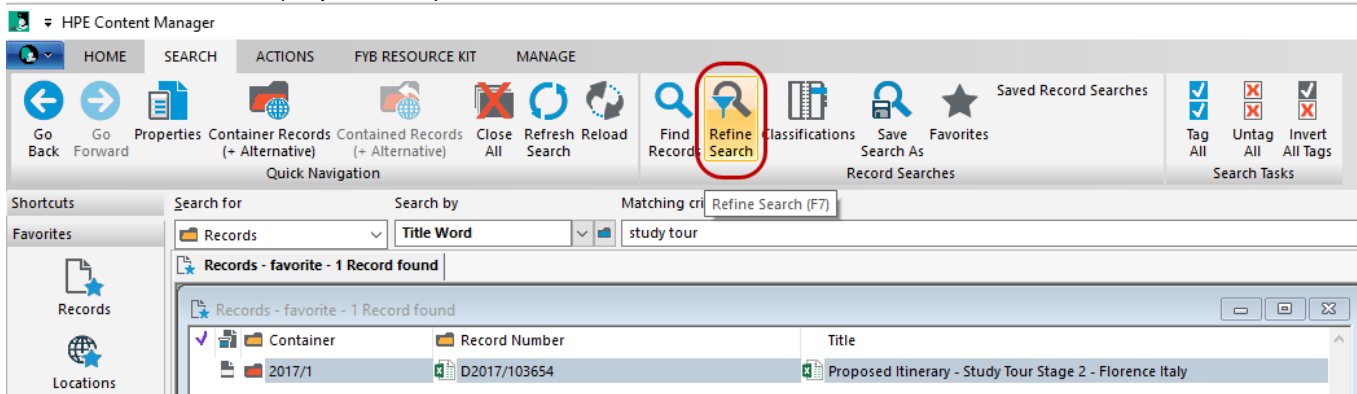 HPE Content Manager
HOME SEARCH ACTIONS FYB RESOURCE KIT MANAGE
Go Back
Go Forward
Properties
Container Records (+ Alternative)
Contained Records (+ Alternative)
Close All
Refresh Search
Reload
Quick Navigation
Find Records
Refine Search
Classifications
Save Search As
Favorites
Saved Record Searches
Record Searches
Tag All
Untag All
Invert All Tags
Search Tasks
Shortcuts
Search for
Search by
Matching cri
Refine Search (F7)
Favorites
Records
Title Word
study tour
Records - favorite - 1 Record found
Records
Locations
Records - favorite - 1 Record found
Container Record Number Title
2017/1 D2017/103654 Proposed Itinerary - Study Tour Stage 2 - Florence Italy